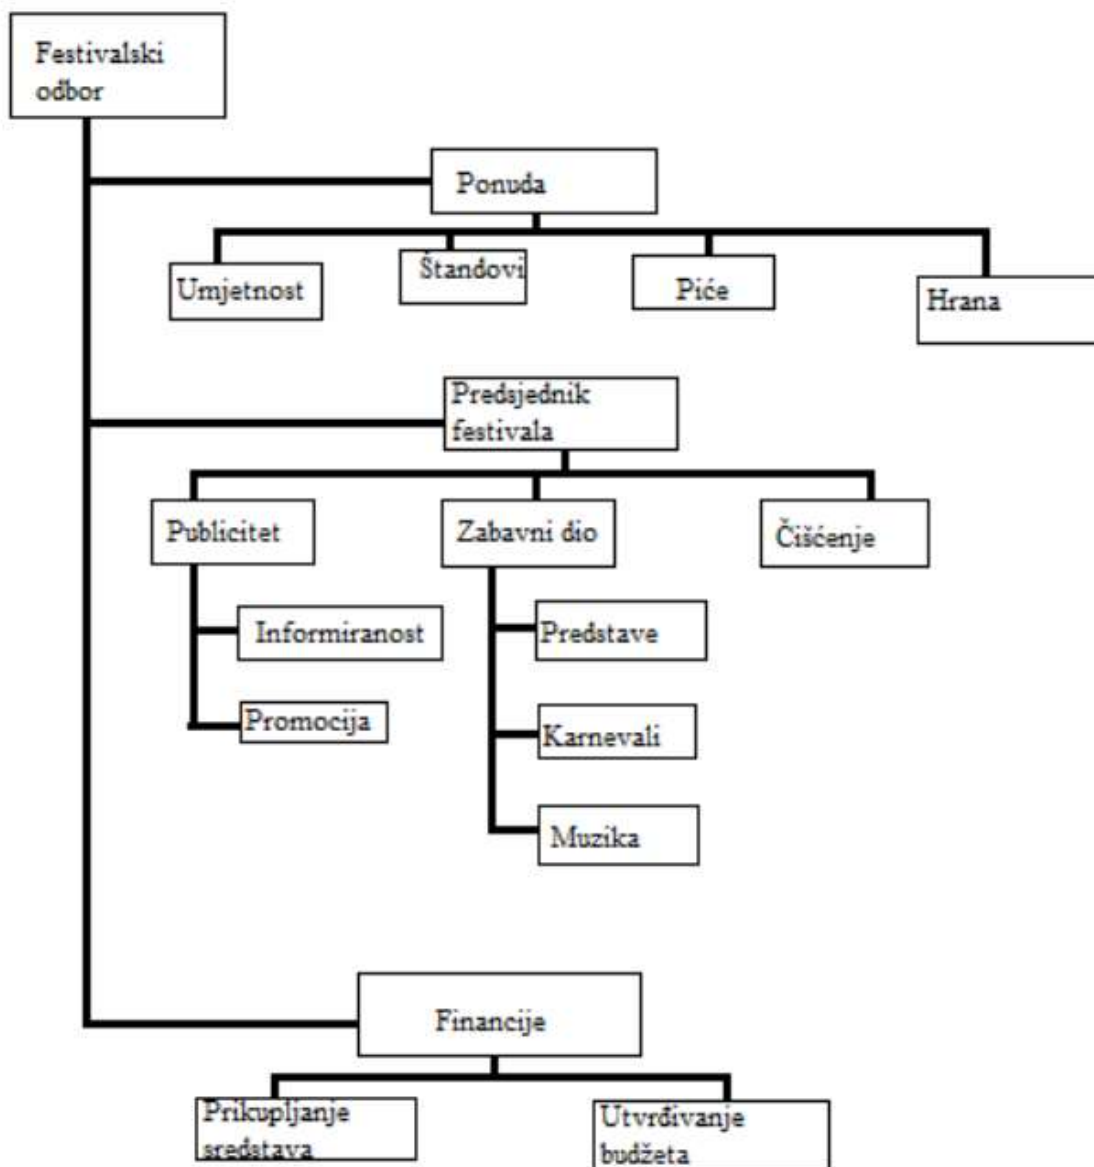 Festivalski
odbor
Ponuda
Umjetnost
Štandovi
Piće
Hrana
Predsjednik
festivala
Publicitet
Zabavni dio
Čišćenje
Informiranost
Predstave
Promocija
Karnevali
Muzika
Financije
Prikupljanje
sredstava
Utvrđivanje
budžeta